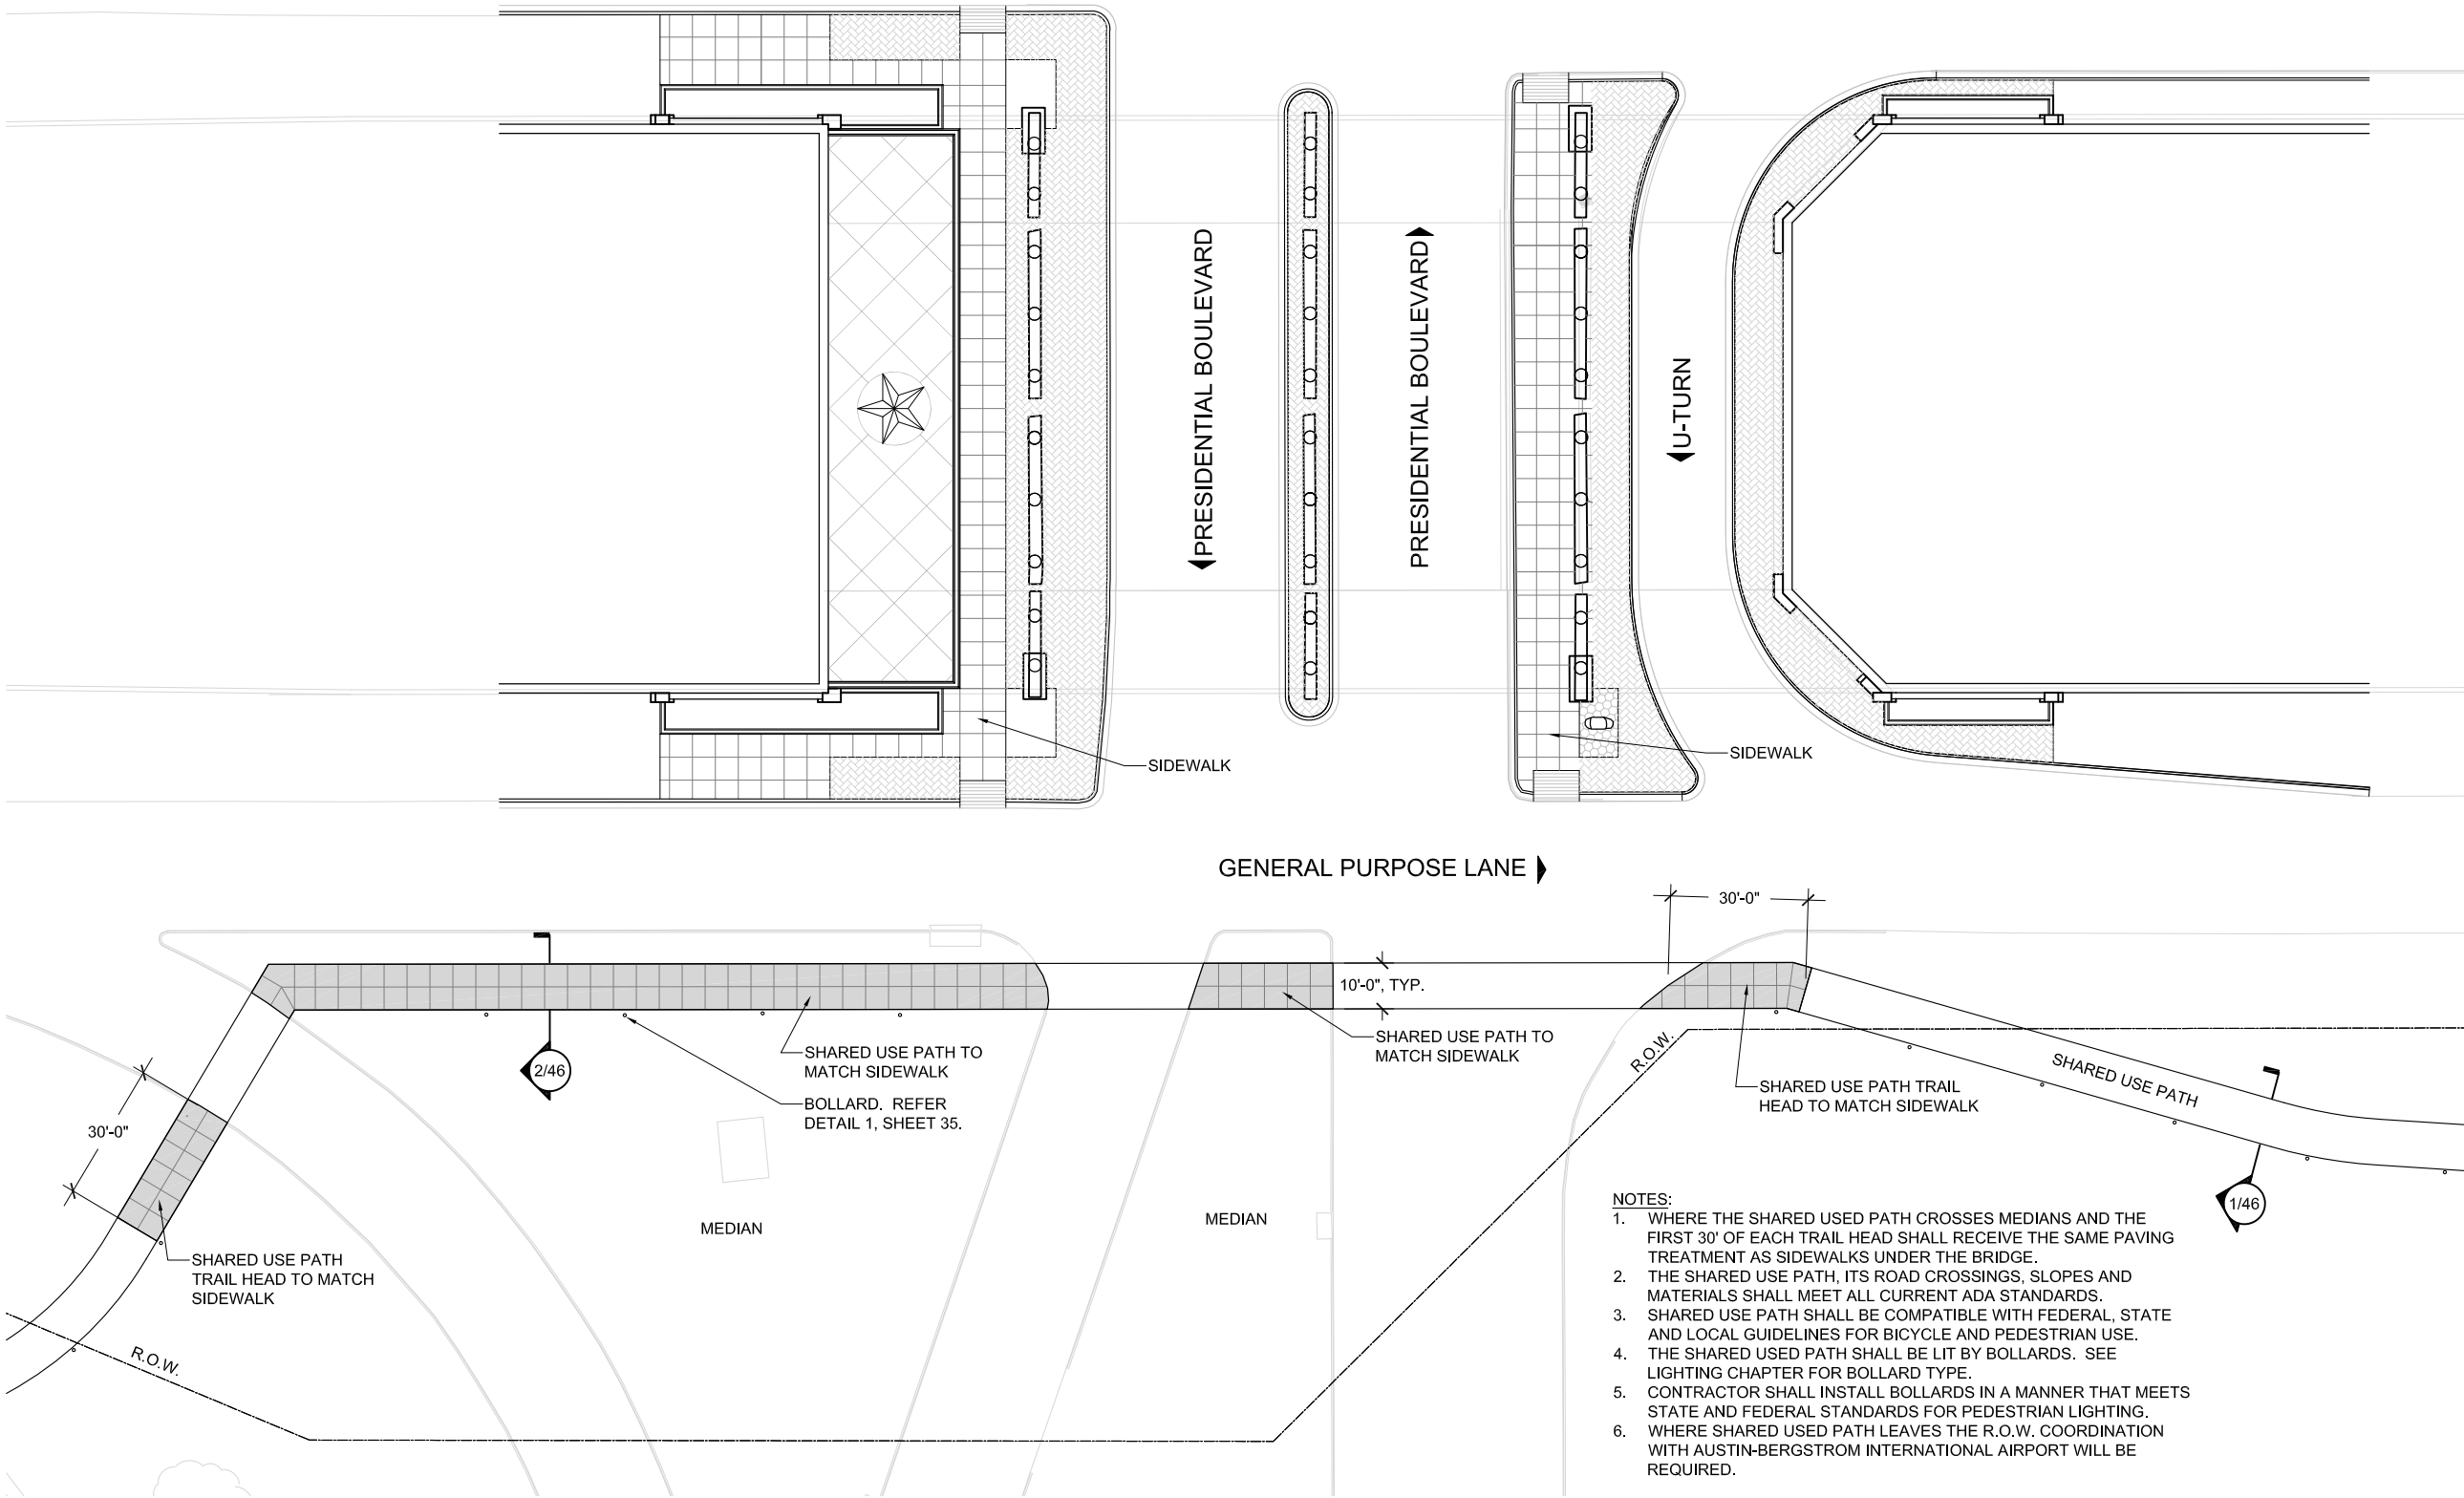 PRESIDENTIAL BOULEVARD
PRESIDENTIAL BOULEVARD
U-TURN
SIDEWALK
SIDEWALK
GENERAL PURPOSE LANE
30'-0"
10'-0", TYP.
SHARED USE PATH TO
MATCH SIDEWALK
BOLLARD. REFER
DETAIL 1, SHEET 35.
2/46
SHARED USE PATH TO
MATCH SIDEWALK
R.O.W.
SHARED USE PATH TRAIL
HEAD TO MATCH SIDEWALK
SHARED USE PATH
1/46
30'-0"
SHARED USE PATH
TRAIL HEAD TO MATCH
SIDEWALK
R.O.W.
MEDIAN
MEDIAN
NOTES:
1. WHERE THE SHARED USED PATH CROSSES MEDIANS AND THE
FIRST 30' OF EACH TRAIL HEAD SHALL RECEIVE THE SAME PAVING
TREATMENT AS SIDEWALKS UNDER THE BRIDGE.
2. THE SHARED USE PATH, ITS ROAD CROSSINGS, SLOPES AND
MATERIALS SHALL MEET ALL CURRENT ADA STANDARDS.
3. SHARED USE PATH SHALL BE COMPATIBLE WITH FEDERAL, STATE
AND LOCAL GUIDELINES FOR BICYCLE AND PEDESTRIAN USE.
4. THE SHARED USED PATH SHALL BE LIT BY BOLLARDS. SEE
LIGHTING CHAPTER FOR BOLLARD TYPE.
5. CONTRACTOR SHALL INSTALL BOLLARDS IN A MANNER THAT MEETS
STATE AND FEDERAL STANDARDS FOR PEDESTRIAN LIGHTING.
6. WHERE SHARED USED PATH LEAVES THE R.O.W. COORDINATION
WITH AUSTIN-BERGSTROM INTERNATIONAL AIRPORT WILL BE
REQUIRED.